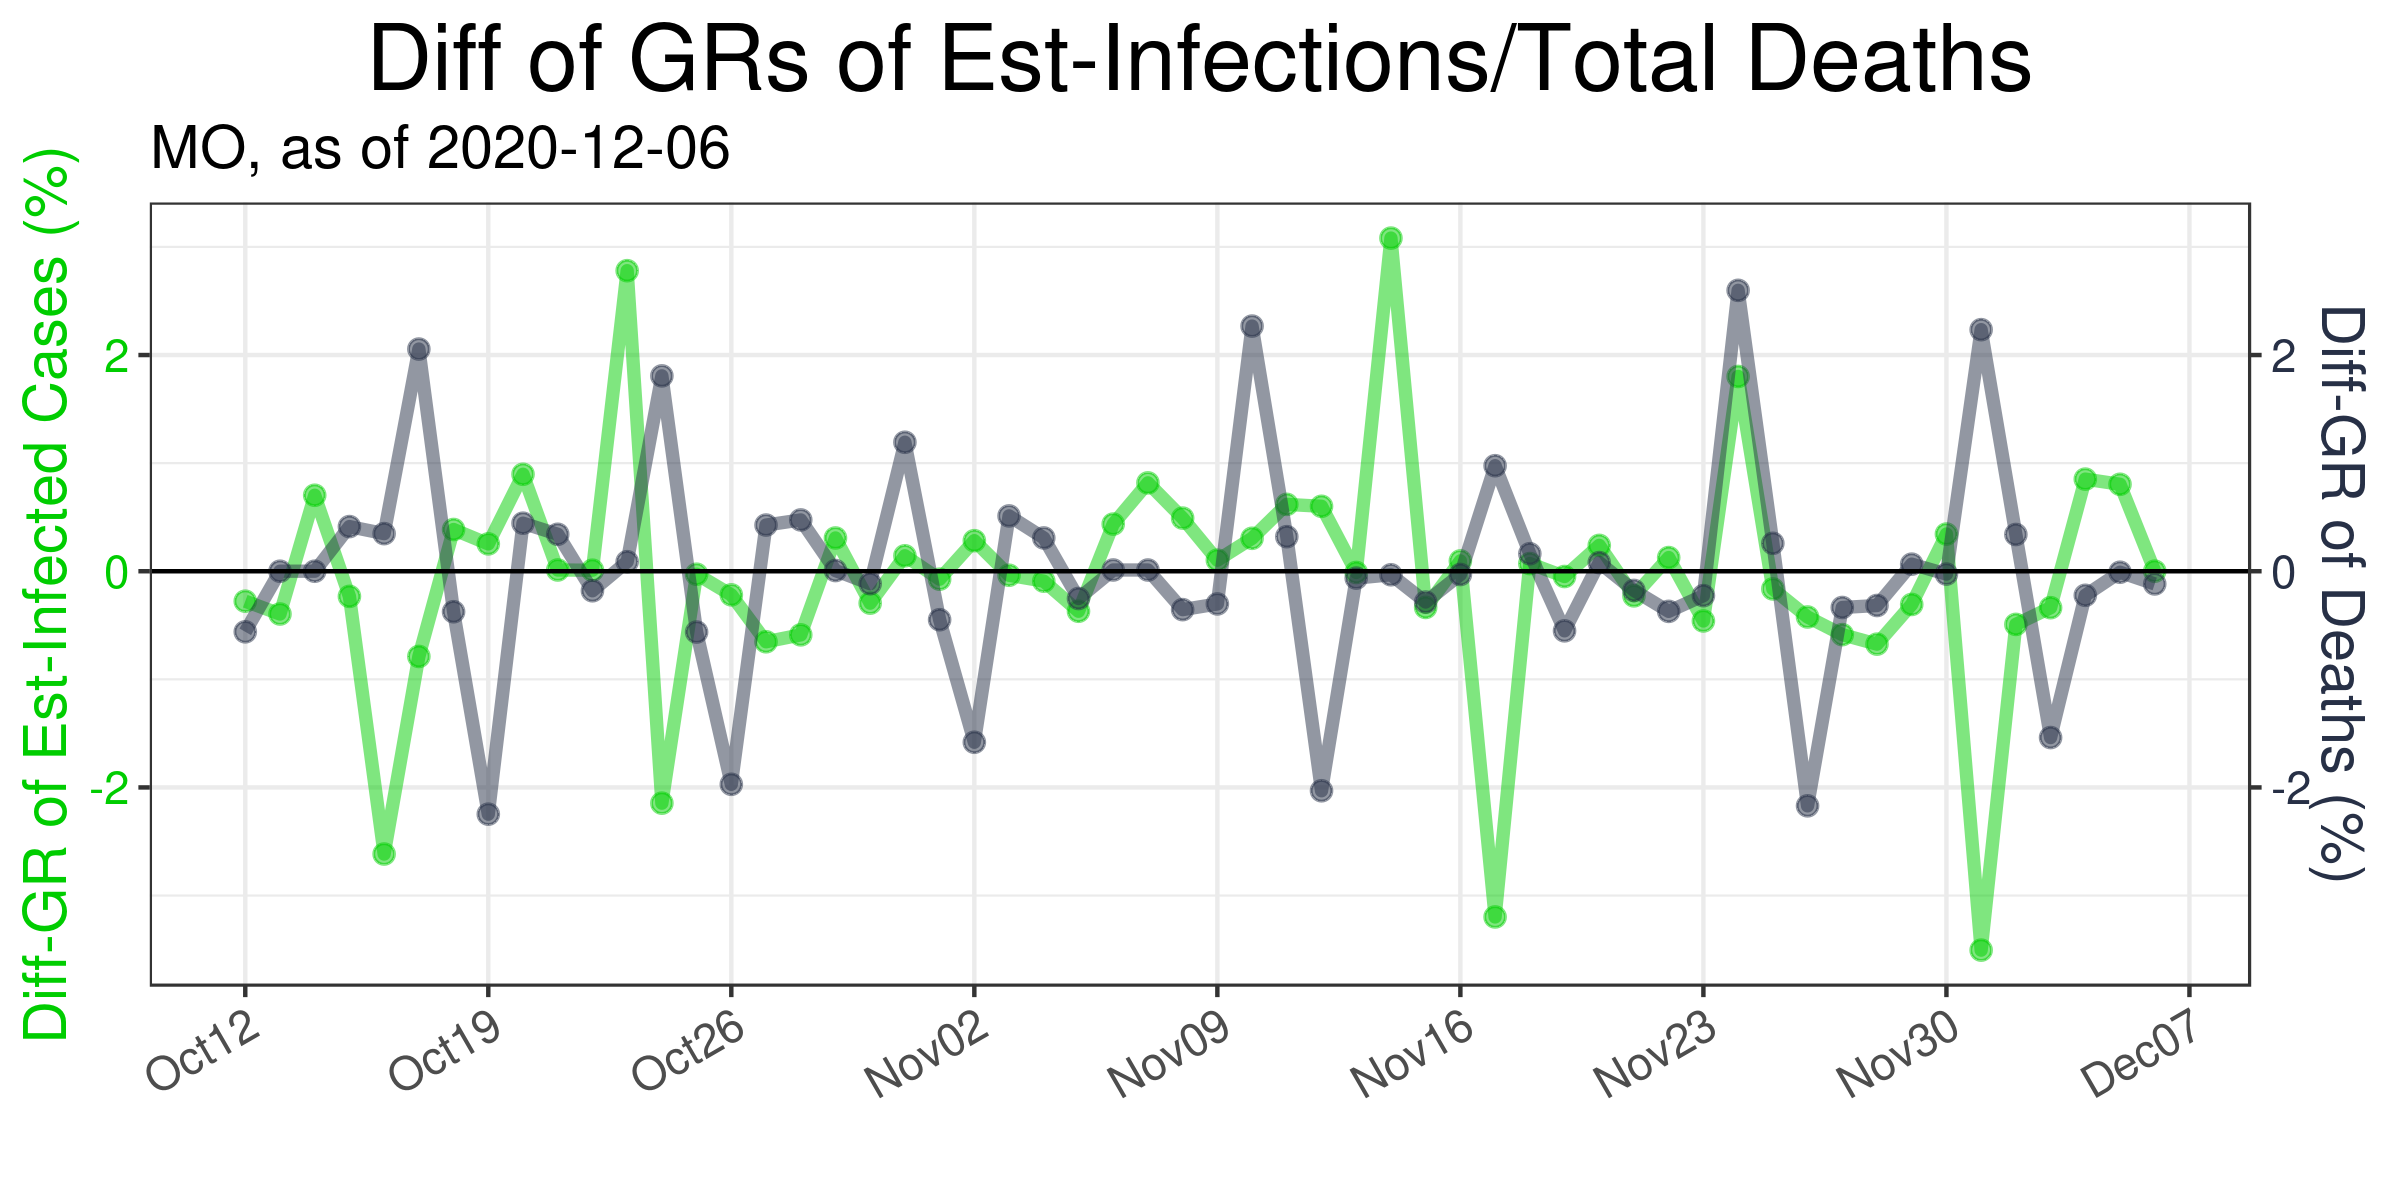 Diff of GRs of Est-Infections/Total Deaths
MO, as of 2020-12-06
Diff-GR of Est-Infected Cases (%)
2
0
-2
2
0
-2
Diff-GR of Deaths (%)
Oct12
Oct19
Oct26
Nov02
Nov09
Nov16
Nov23
Nov30
Dec07